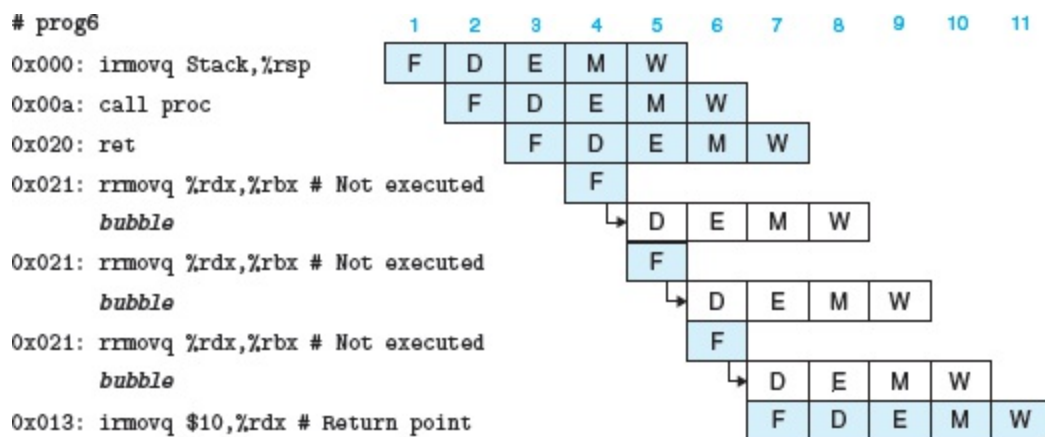 # prog6 1 2 3 4 5 6 7 8 9 10 11
0x000: irmovq Stack,%rsp F D E M W
0x00a: call proc F D E M W
0x020: ret F D E M W
0x021: rrmovq %rdx,%rbx # Not executed F
bubble D E M W
0x021: rrmovq %rdx,%rbx # Not executed F
bubble D E M W
0x021: rrmovq %rdx,%rbx # Not executed F
bubble D E M W
0x013: irmovq $10,%rdx # Return point F D E M W